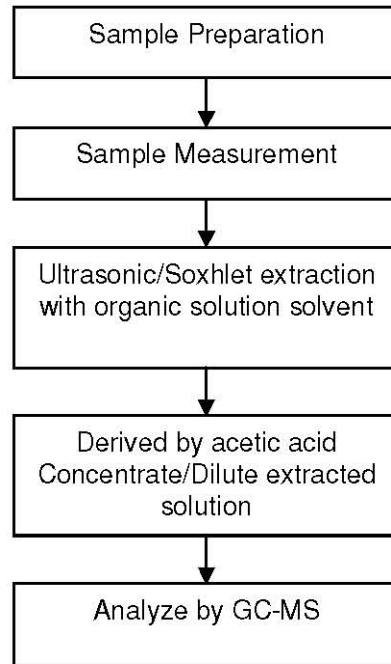 Sample Preparation
Sample Measurement
Ultrasonic/Soxhlet extraction
with organic solution solvent
Derived by acetic acid
Concentrate/Dilute extracted
solution
Analyze by GC-MS